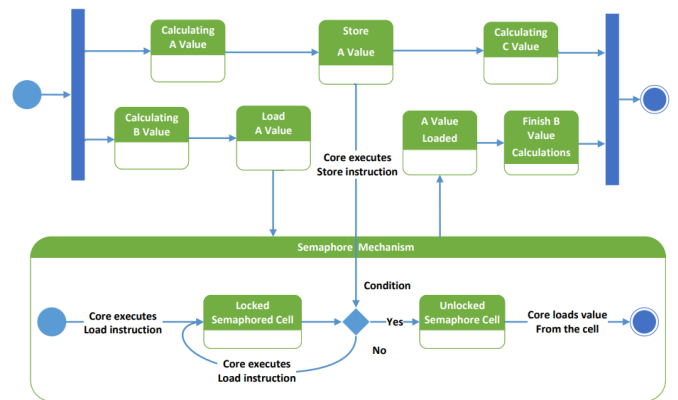 Calculating
A Value
Store
A Value
Calculating
C Value
Calculating
B Value
Load
A Value
A Value
Loaded
Finish B
Value
Calculations
Core executes
Store instruction
Semaphore Mechanism
Condition
Core executes
Load instruction
Locked
Semaphored Cell
Yes
No
Unlocked
Semaphore Cell
Core loads value
From the cell
Core executes
Load instruction